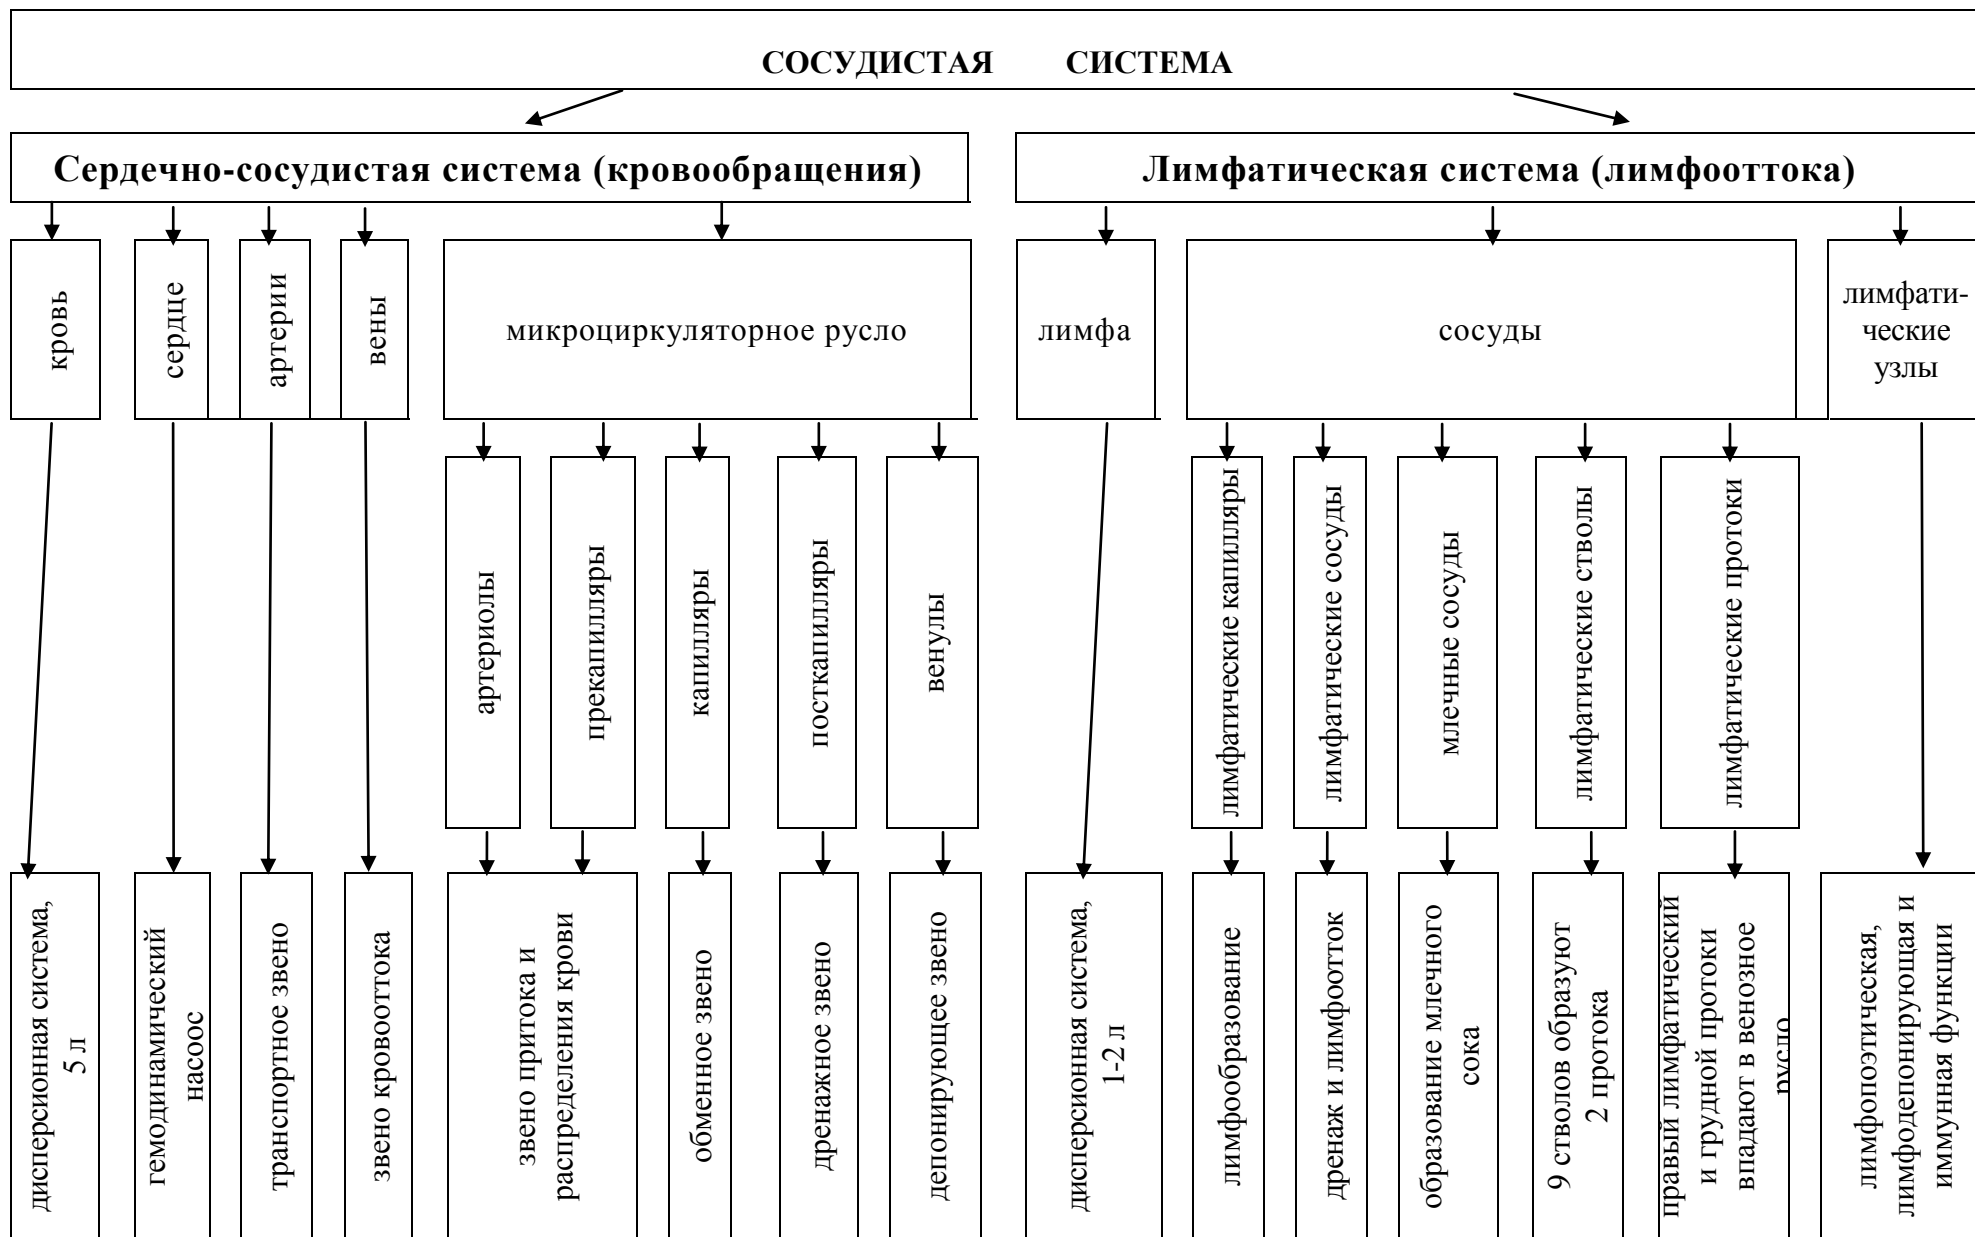 СОСУДИСТАЯ СИСТЕМА
Сердечно-сосудистая система (кровообращения)
Лимфатическая система (лимфооттока)
кровь
сердце
артерии
вены
микроциркуляторное русло
лимфа
сосуды
лимфати-
ческие
узлы
артериолы
прекапилляры
капилляры
посткапилляры
венулы
лимфатические капилляры
лимфатические сосуды
млечные сосуды
лимфатические стволы
лимфатические протоки
дисперсионная система,
5 л
гемодинамический
насос
транспортное звено
звено кровооттока
звено притока и
распределения крови
обменное звено
дренажное звено
депонирующее звено
дисперсионная система,
1-2 л
лимфообразование
дренаж и лимфоотток
образование млечного
сока
9 стволов образуют
2 протока
правый лимфатический
и грудной протоки
впадают в венозное
русло
лимфопоэтическая,
лимфодепонирующая и
иммунная функции